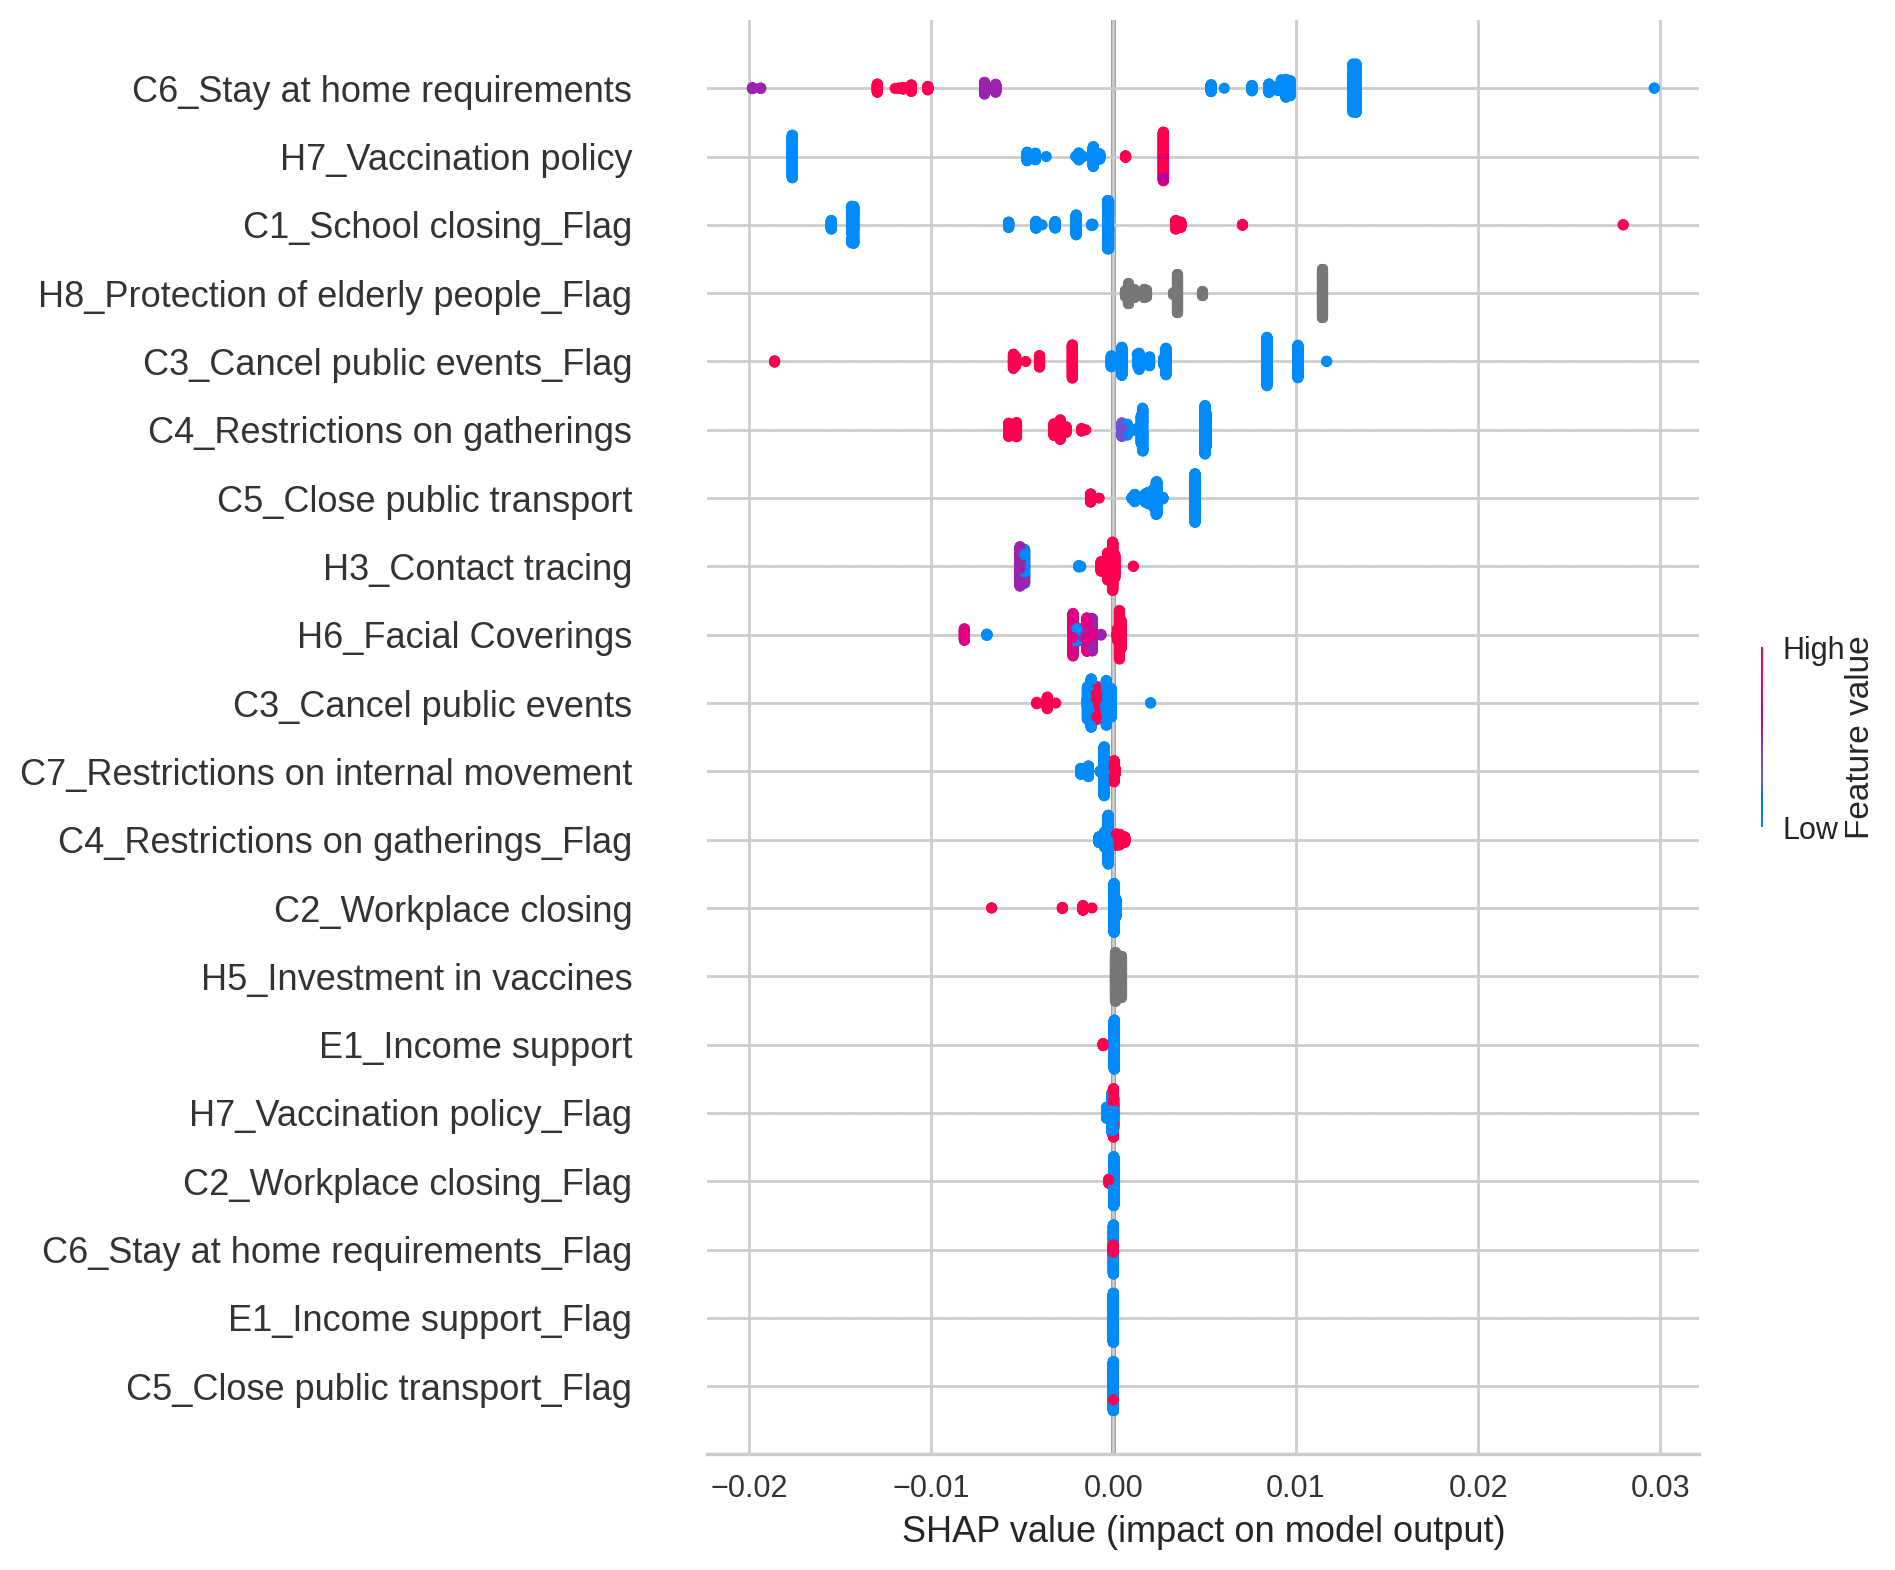 C6_Stay at home requirements
H7_Vaccination policy
C1_School closing_Flag
H8_Protection of elderly people_Flag
C3_Cancel public events_Flag
C4_Restrictions on gatherings
C5_Close public transport
H3_Contact tracing
H6_Facial Coverings
C3_Cancel public events
C7_Restrictions on internal movement
C4_Restrictions on gatherings_Flag
C2_Workplace closing
H5_Investment in vaccines
E1_Income support
H7_Vaccination policy_Flag
C2_Workplace closing_Flag
C6_Stay at home requirements_Flag
E1_Income support_Flag
C5_Close public transport_Flag
−0.02 −0.01 0.00 0.01 0.02 0.03
SHAP value (impact on model output)
High
Low
Feature value